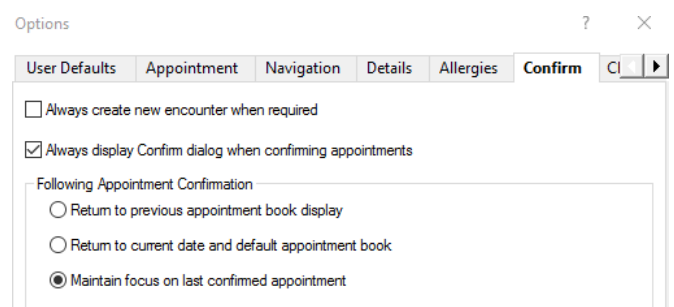 Options ? ×
User Defaults Appointment Navigation Details Allergies Confirm
Always create new encounter when required
Always display Confirm dialog when confirming appointments
Following Appointment Confirmation
Return to previous appointment book display
Return to current date and default appointment book
Maintain focus on last confirmed appointment